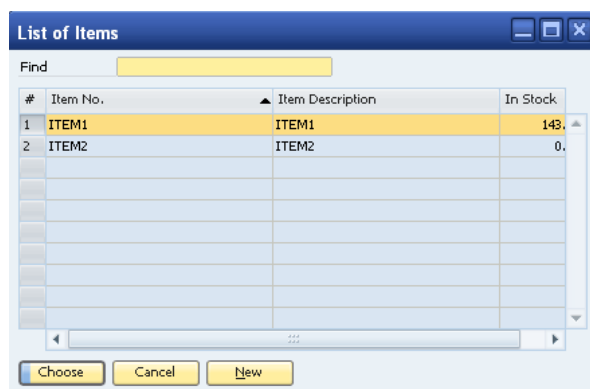 List of Items
Find
# Item No. Item Description In Stock
1 ITEM1 ITEM1 143.
2 ITEM2 ITEM2 0.
Choose Cancel New